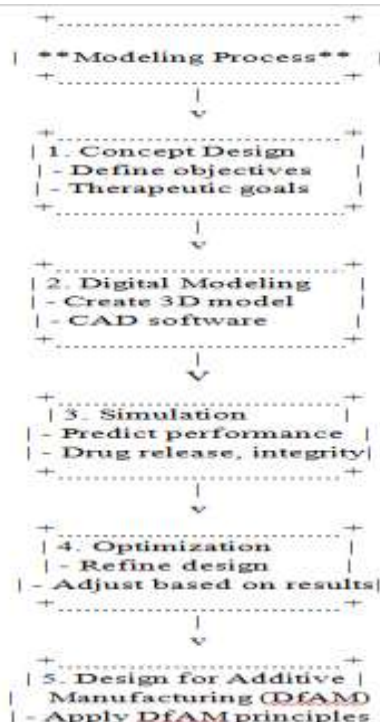 **Modeling Process**
1. Concept Design
- Define objectives
- Therapeutic goals
2. Digital Modeling
- Create 3D model
- CAD software
3. Simulation
- Predict performance
- Drug release, integrity
4. Optimization
- Refine design
- Adjust based on results
5. Design for Additive
Manufacturing (DfAM)
- Apply DfAM principles